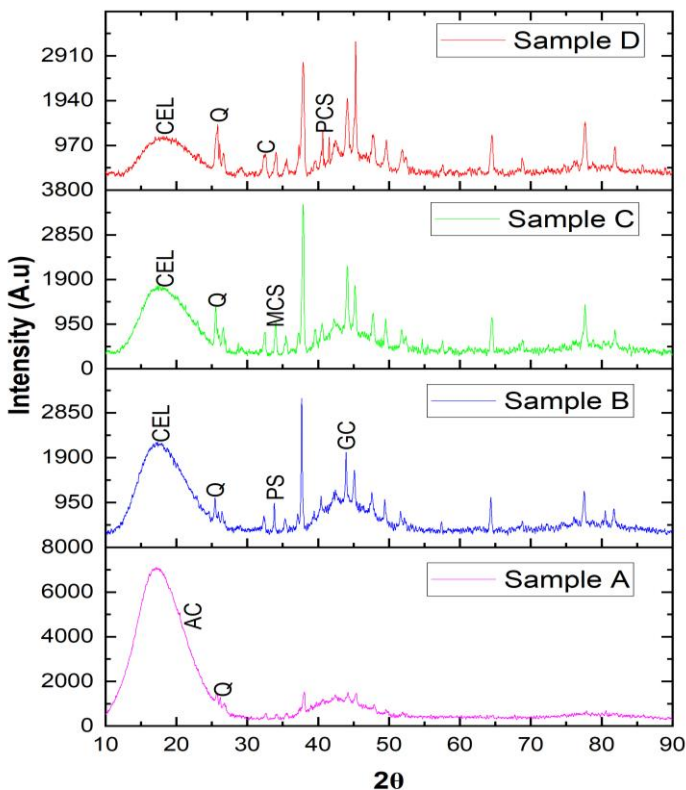 Sample D
2910
1940
970
3800
CEL
Q
C
PCS
Sample C
2850
1900
950
0
CEL
Q
MCS
Sample B
2850
1900
950
8000
CEL
Q
PS
GC
Sample A
6000
4000
2000
0
AC
Q
10 20 30 40 50 60 70 80 90
2θ
Intensity (A.u)